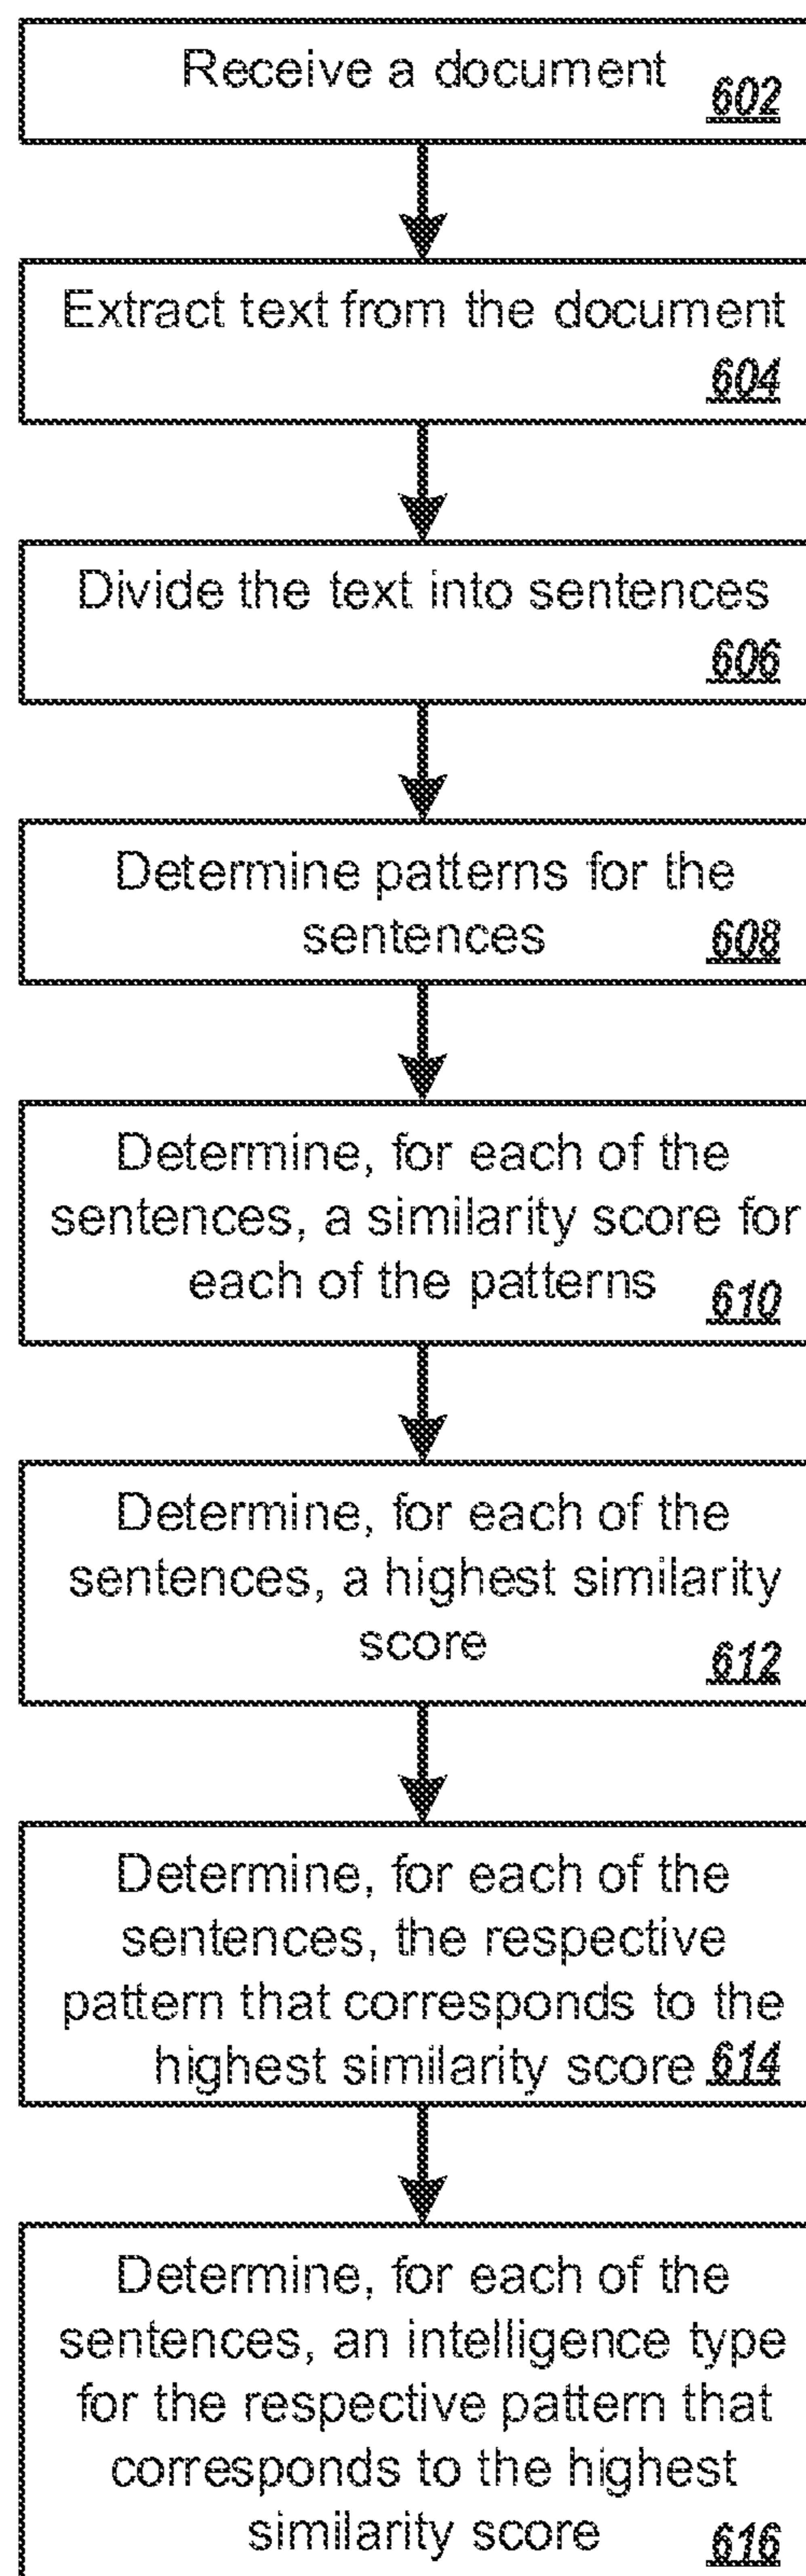 Receive a document 602
Extract text from the document
604
Divide the text into sentences
606
Determine patterns for the
sentences 608
Determine, for each of the
sentences, a similarity score for
each of the patterns 610
Determine, for each of the
sentences, a highest similarity
score 612
Determine, for each of the
sentences, the respective
pattern that corresponds to the
highest similarity score 614
Determine, for each of the
sentences, an intelligence type
for the respective pattern that
corresponds to the highest
similarity score 616